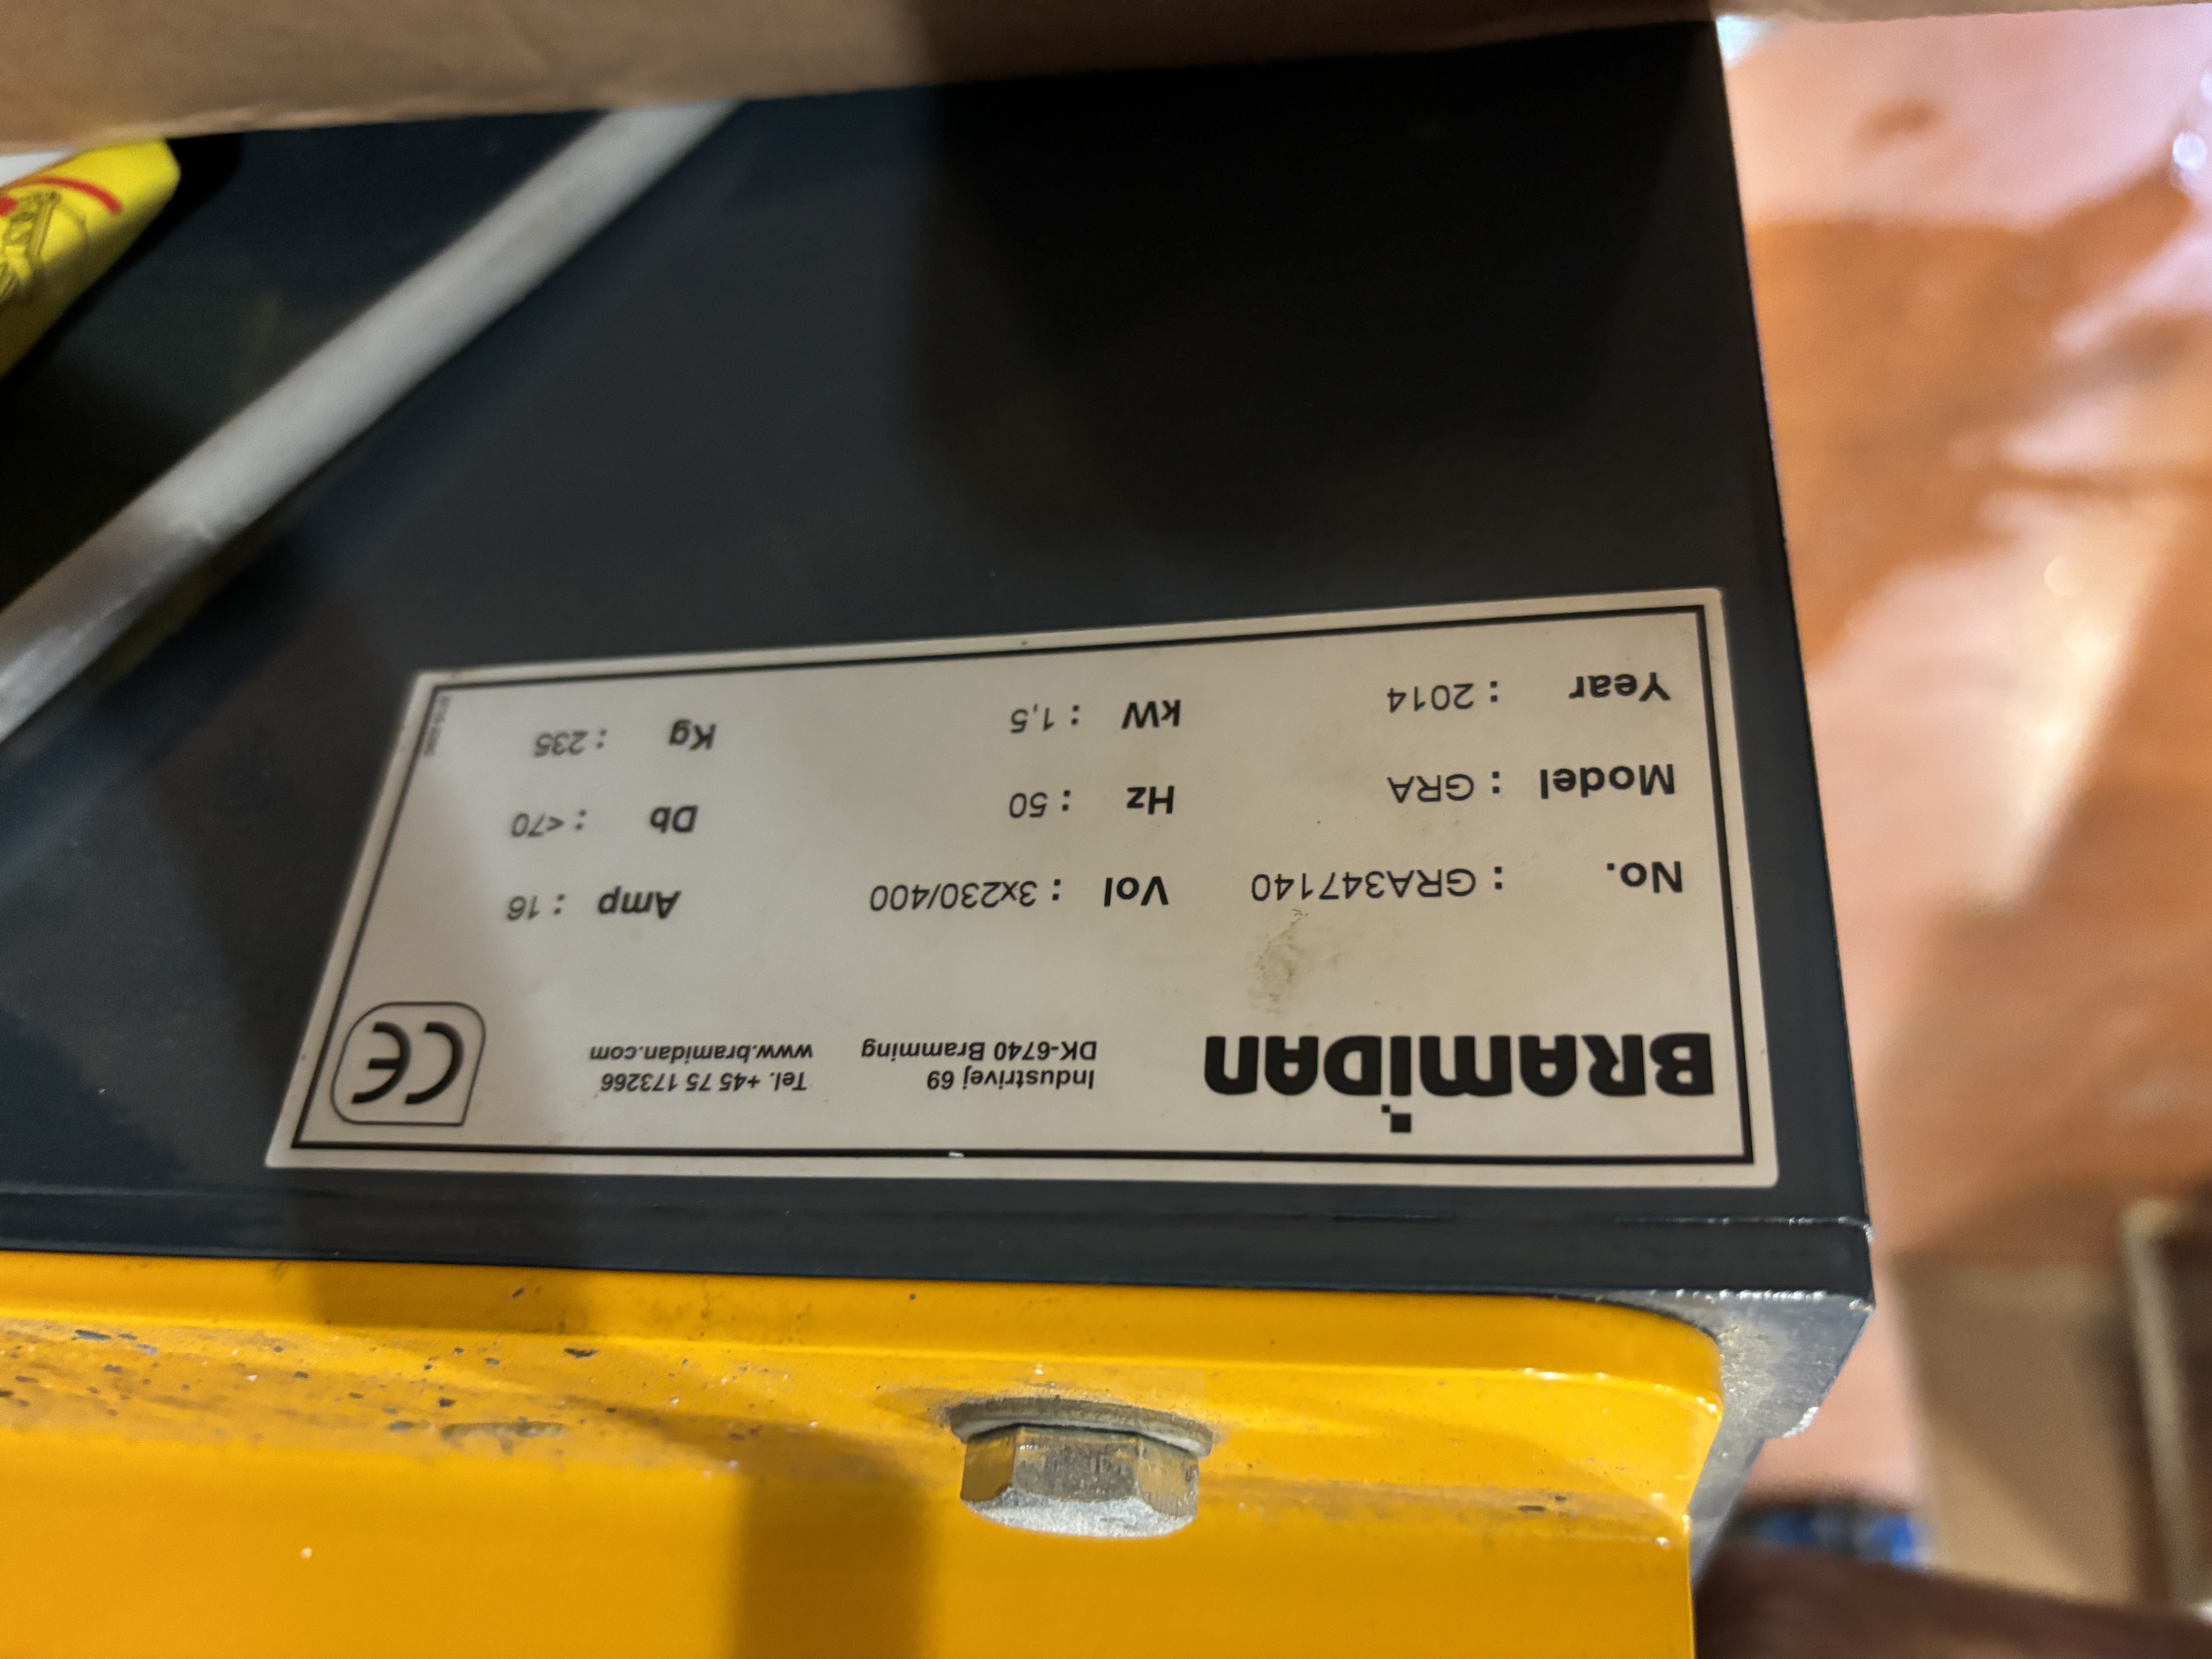 BRAMIDAN
Industrivej 69
DK-6740 Bramming
Tel. +45 75 173266
www.bramidan.com
CE
No. : GRA347140 Vol : 3x230/400 Amp : 16
Model : GRA Hz : 50 Db : <70
Year : 2014 kW : 1,5 Kg : 235